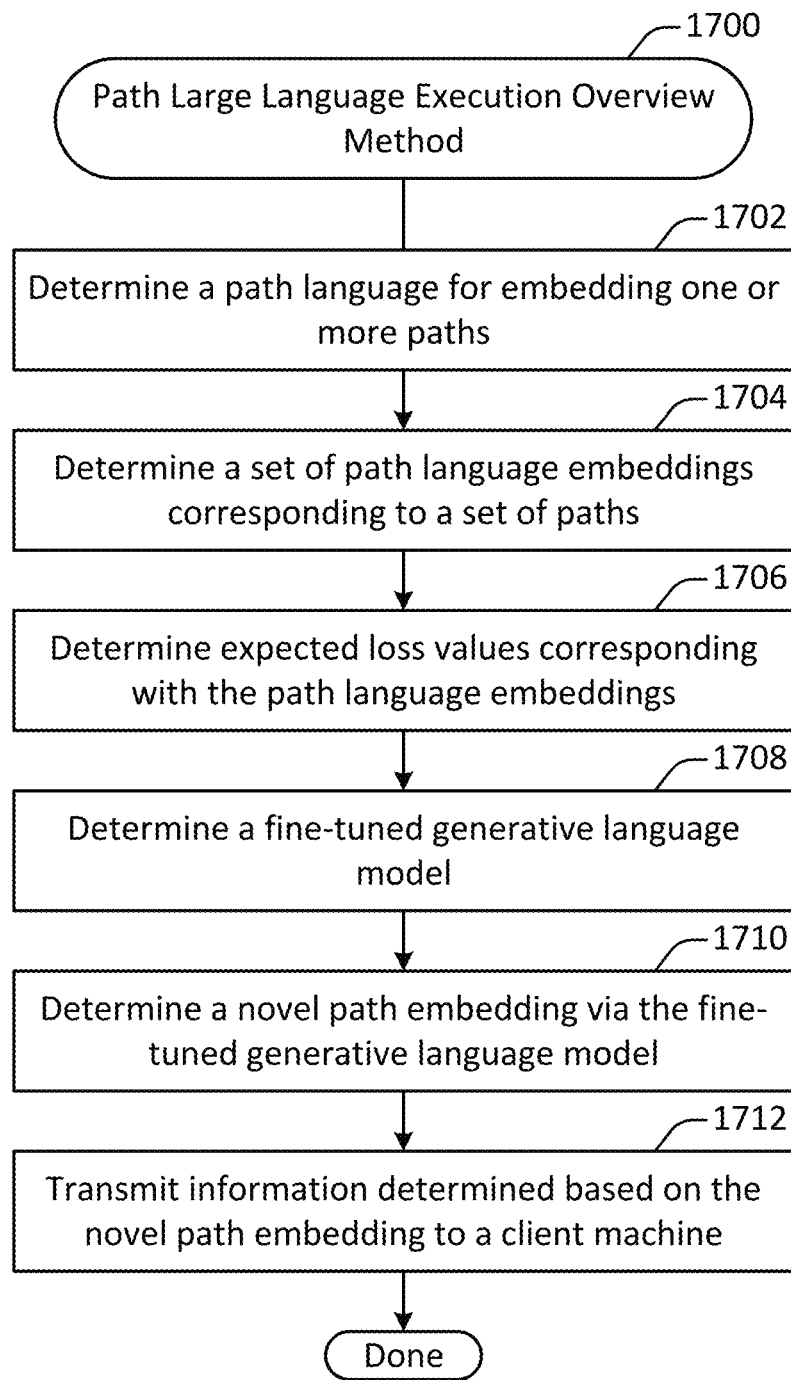 1700
Path Large Language Execution Overview
Method
1702
Determine a path language for embedding one or
more paths
1704
Determine a set of path language embeddings
corresponding to a set of paths
1706
Determine expected loss values corresponding
with the path language embeddings
1708
Determine a fine-tuned generative language
model
1710
Determine a novel path embedding via the fine-
tuned generative language model
1712
Transmit information determined based on the
novel path embedding to a client machine
Done